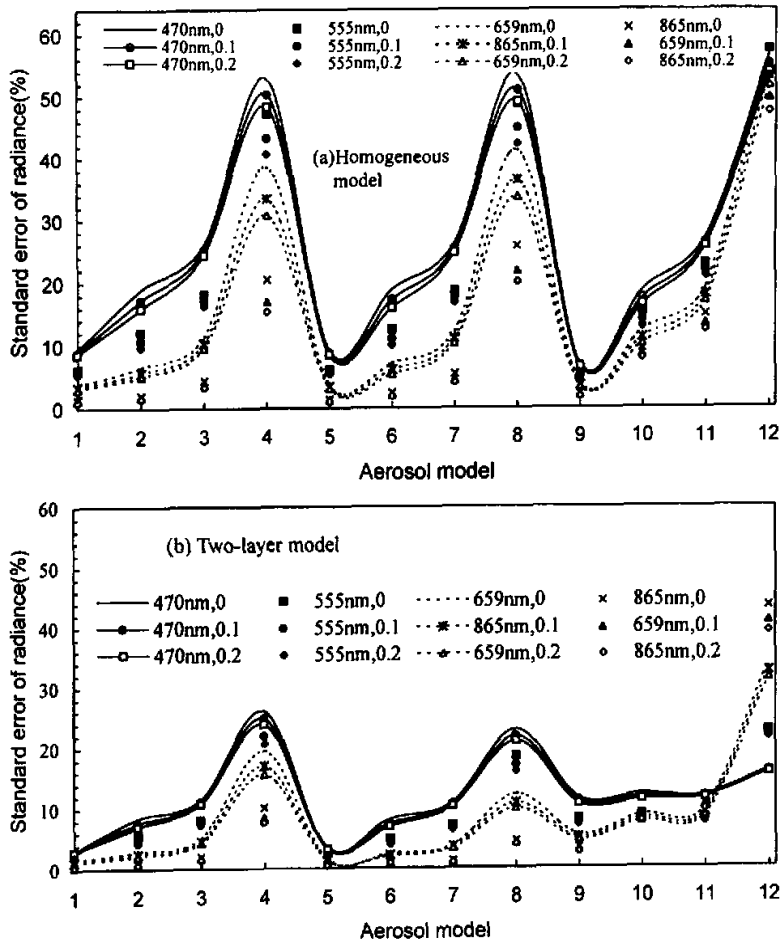 60
50
40
30
20
10
0
Standard error of radiance(%)
470nm,0 555nm,0 659nm,0 865nm,0
470nm,0.1 555nm,0.1 865nm,0.1 659nm,0.1
470nm,0.2 555nm,0.2 659nm,0.2 865nm,0.2
(a)Homogeneous
model
1 2 3 4 5 6 7 8 9 10 11 12
Aerosol model
60
50
40
30
20
10
0
Standard error of radiance(%)
(b) Two-layer model
470nm,0 555nm,0 659nm,0 865nm,0
470nm,0.1 555nm,0.1 865nm,0.1 659nm,0.1
470nm,0.2 555nm,0.2 659nm,0.2 865nm,0.2
1 2 3 4 5 6 7 8 9 10 11 12
Aerosol model